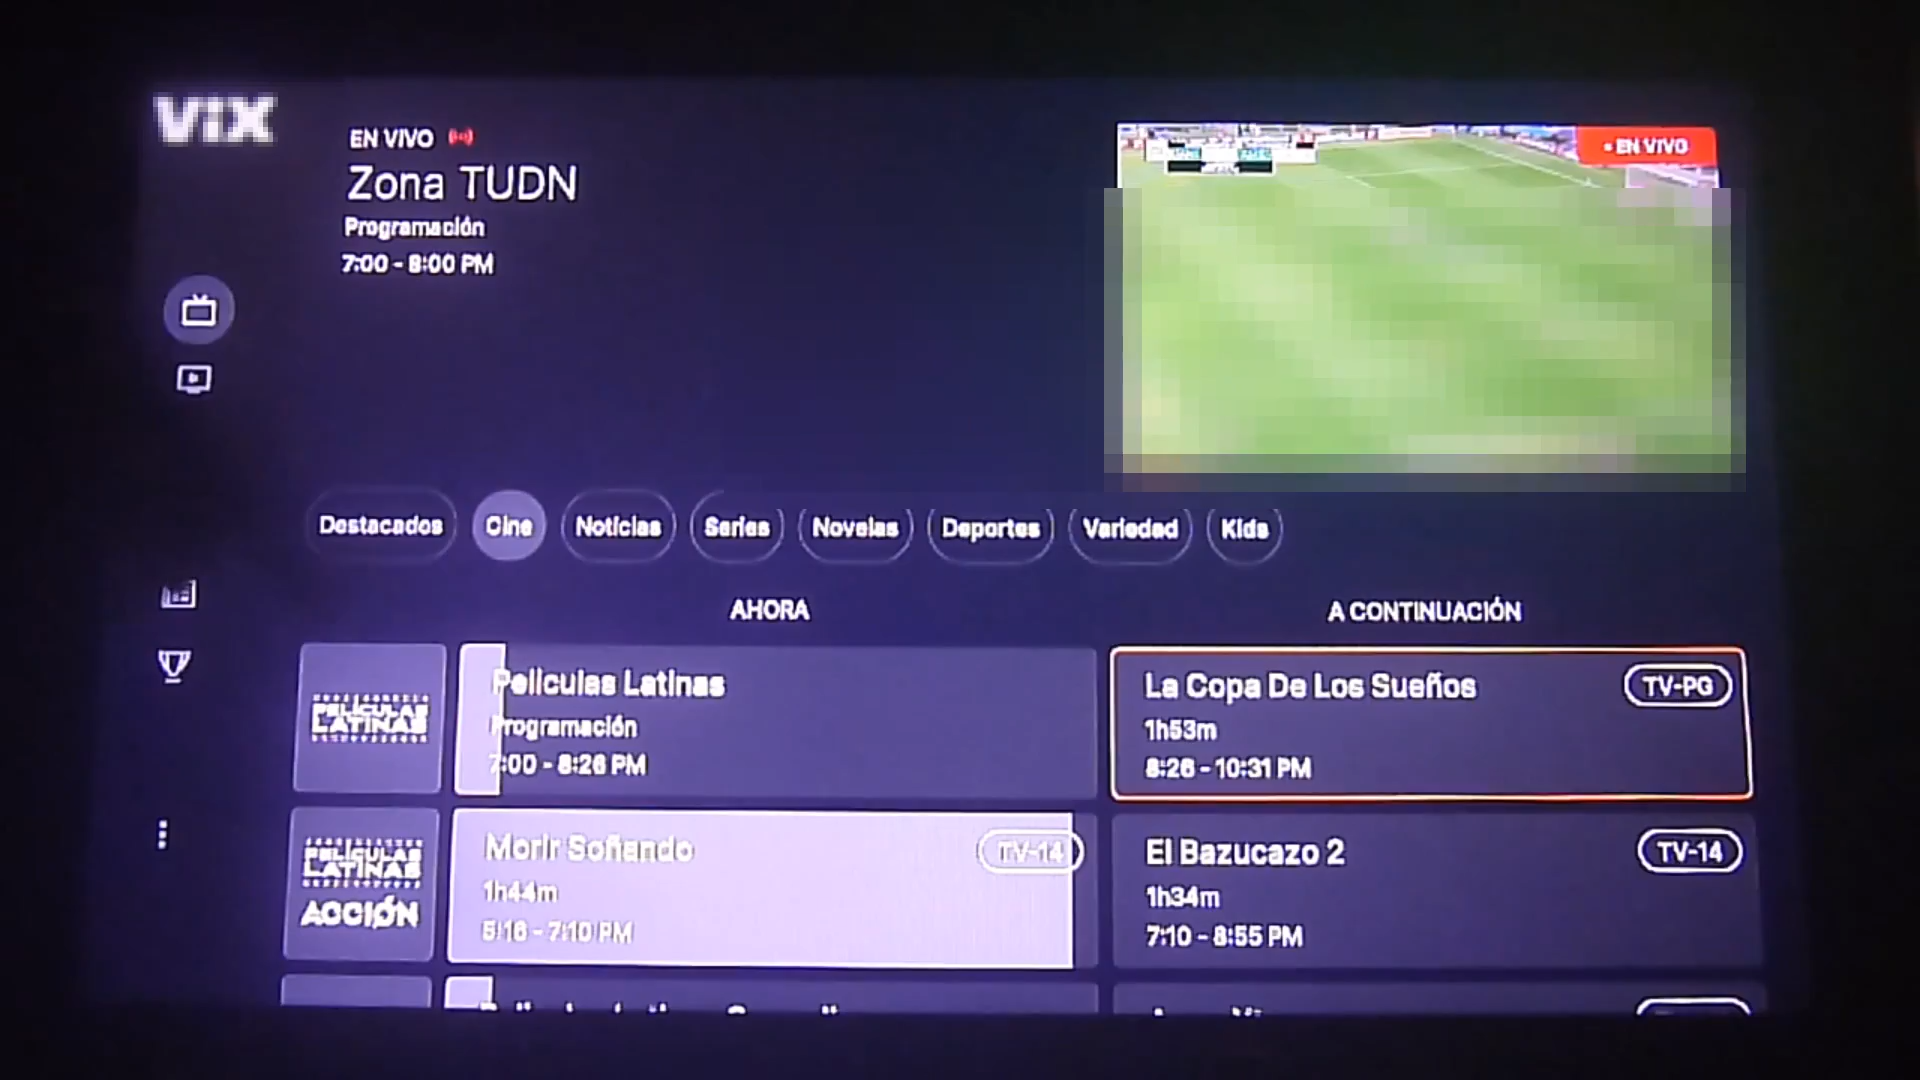 ViX
EN VIVO
Zona TUDN
Programación
7:00 - 8:00 PM
• EN VIVO
Destacados
Cine
Noticias
Series
Novelas
Deportes
Variedad
Kids
AHORA
A CONTINUACIÓN
PELÍCULAS
LATINAS
Películas Latinas
Programación
7:00 - 8:26 PM
La Copa De Los Sueños
TV-PG
1h53m
8:26 - 10:31 PM
PELÍCULAS
LATINAS
ACCIÓN
Morir Soñando
TV-14
1h44m
5:16 - 7:10 PM
El Bazucazo 2
TV-14
1h34m
7:10 - 8:55 PM